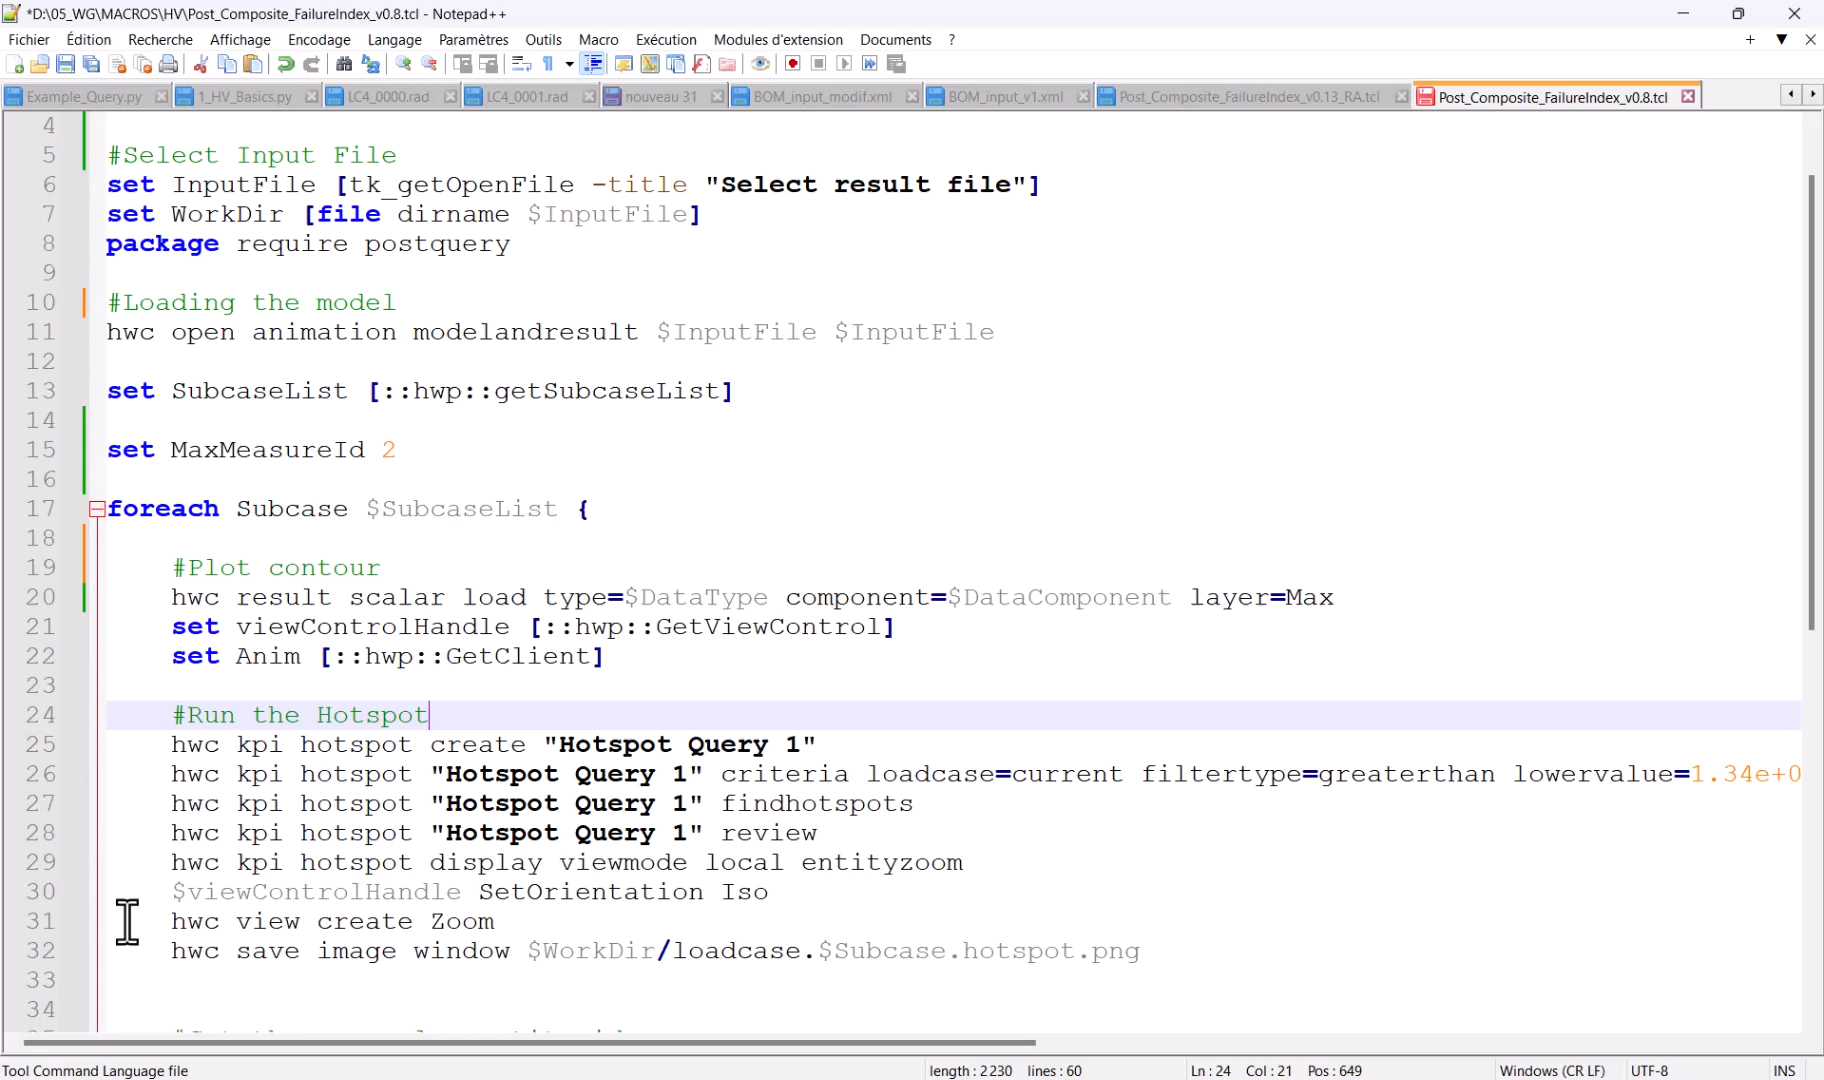 *D:\05_WG\MACROS\HV\Post_Composite_FailureIndex_v0.8.tcl - Notepad++
Fichier Édition Recherche Affichage Encodage Langage Paramètres Outils Macro Exécution Modules d'extension Documents ?
Example_Query.py 1_HV_Basics.py LC4_0000.rad LC4_0001.rad nouveau 31 BOM_input_modif.xml BOM_input_v1.xml Post_Composite_FailureIndex_v0.13_RA.tcl Post_Composite_FailureIndex_v0.8.tcl
4
5 #Select Input File
6 set InputFile [tk_getOpenFile -title "Select result file"]
7 set WorkDir [file dirname $InputFile]
8 package require postquery
9
10 #Loading the model
11 hwc open animation modelandresult $InputFile $InputFile
12
13 set SubcaseList [::hwp::getSubcaseList]
14
15 set MaxMeasureId 2
16
17 foreach Subcase $SubcaseList {
18
19 #Plot contour
20 hwc result scalar load type=$DataType component=$DataComponent layer=Max
21 set viewControlHandle [::hwp::GetViewControl]
22 set Anim [::hwp::GetClient]
23
24 #Run the Hotspot
25 hwc kpi hotspot create "Hotspot Query 1"
26 hwc kpi hotspot "Hotspot Query 1" criteria loadcase=current filtertype=greaterthan lowervalue=1.34e+0
27 hwc kpi hotspot "Hotspot Query 1" findhotspots
28 hwc kpi hotspot "Hotspot Query 1" review
29 hwc kpi hotspot display viewmode local entityzoom
30 $viewControlHandle SetOrientation Iso
31 hwc view create Zoom
32 hwc save image window $WorkDir/loadcase.$Subcase.hotspot.png
33
34
Tool Command Language file length : 2 230 lines : 60 Ln : 24 Col : 21 Pos : 649 Windows (CR LF) UTF-8 INS